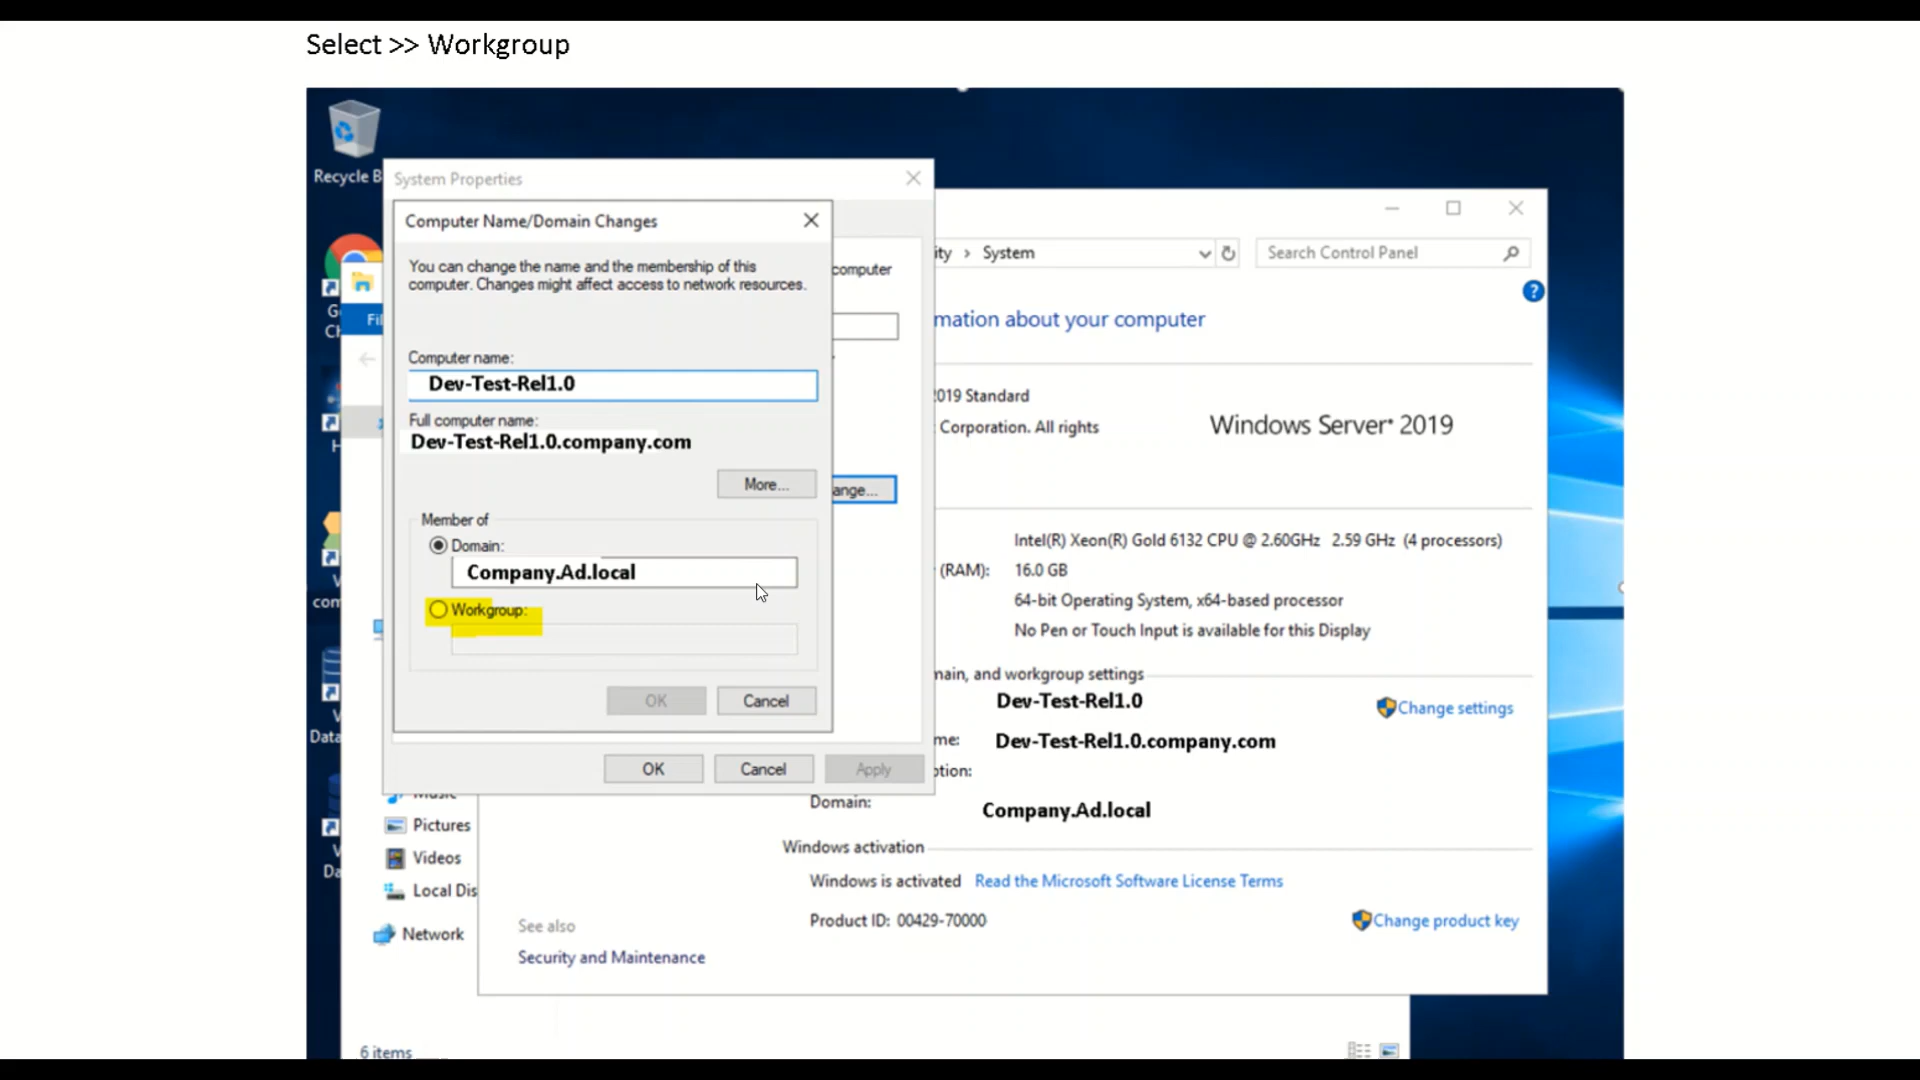 Select >> Workgroup
Recycle B
System Properties
Computer Name/Domain Changes
You can change the name and the membership of this
computer. Changes might affect access to network resources.
Computer name:
Dev-Test-Rel1.0
Full computer name:
Dev-Test-Rel1.0.company.com
More...
Member of
Domain:
Company.Ad.local
Workgroup:
OK
Cancel
computer
ange...
OK
Cancel
Apply
ity > System
Search Control Panel
?
mation about your computer
2019 Standard
Corporation. All rights
Windows Server® 2019
Intel(R) Xeon(R) Gold 6132 CPU @ 2.60GHz 2.59 GHz (4 processors)
(RAM): 16.0 GB
64-bit Operating System, x64-based processor
No Pen or Touch Input is available for this Display
main, and workgroup settings
Dev-Test-Rel1.0
Change settings
me: Dev-Test-Rel1.0.company.com
ption:
Domain: Company.Ad.local
Windows activation
Windows is activated Read the Microsoft Software License Terms
Product ID: 00429-70000
Change product key
See also
Security and Maintenance
Fil
G
Ch
H
V
com
V
Data
V
Da
Music
Pictures
Videos
Local Dis
Network
6 items